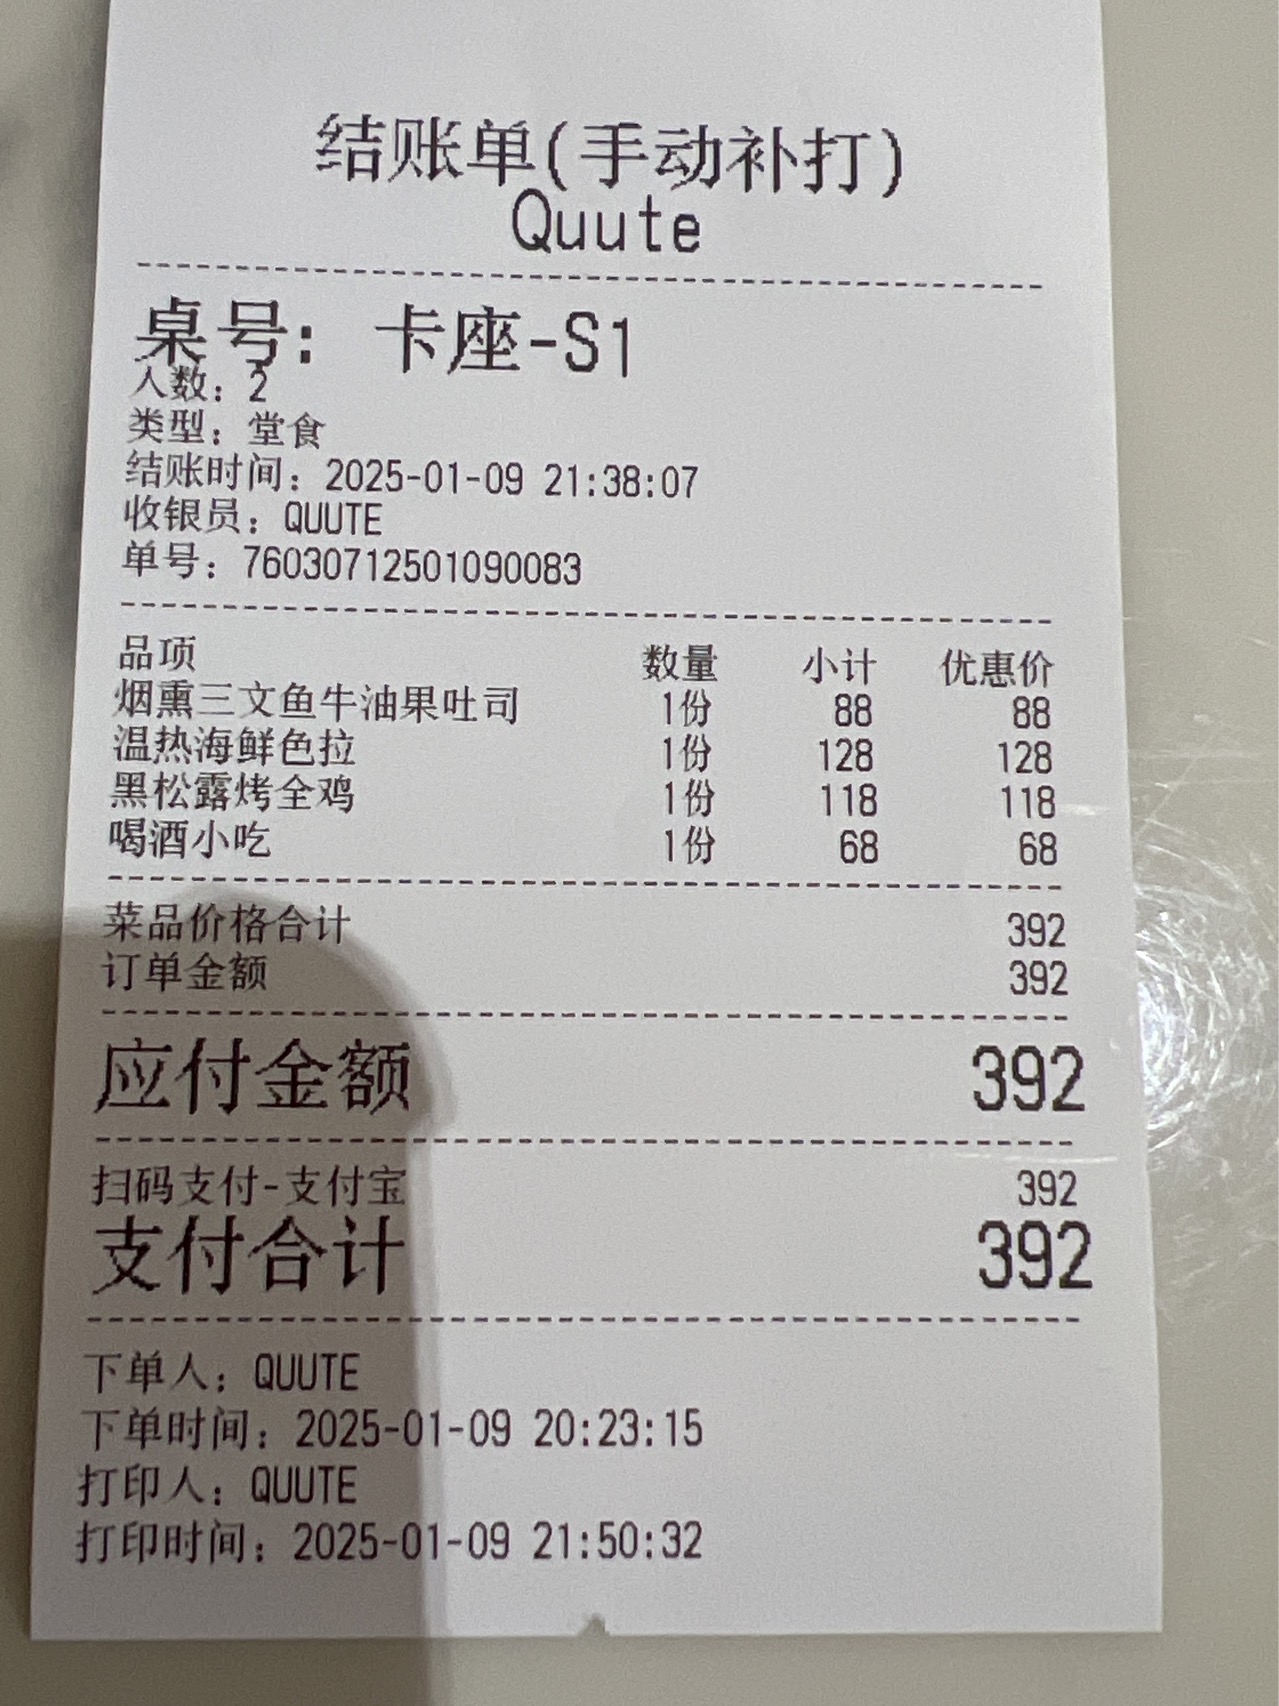 结账单(手动补打)
Quute
桌号: 卡座-S1
人数: 2
类型: 堂食
结账时间: 2025-01-09 21:38:07
收银员: QUUTE
单号: 76030712501090083
品项 数量 小计 优惠价
烟熏三文鱼牛油果吐司 1份 88 88
温热海鲜色拉 1份 128 128
黑松露烤全鸡 1份 118 118
喝酒小吃 1份 68 68
菜品价格合计 392
订单金额 392
应付金额 392
扫码支付-支付宝 392
支付合计 392
下单人: QUUTE
下单时间: 2025-01-09 20:23:15
打印人: QUUTE
打印时间: 2025-01-09 21:50:32